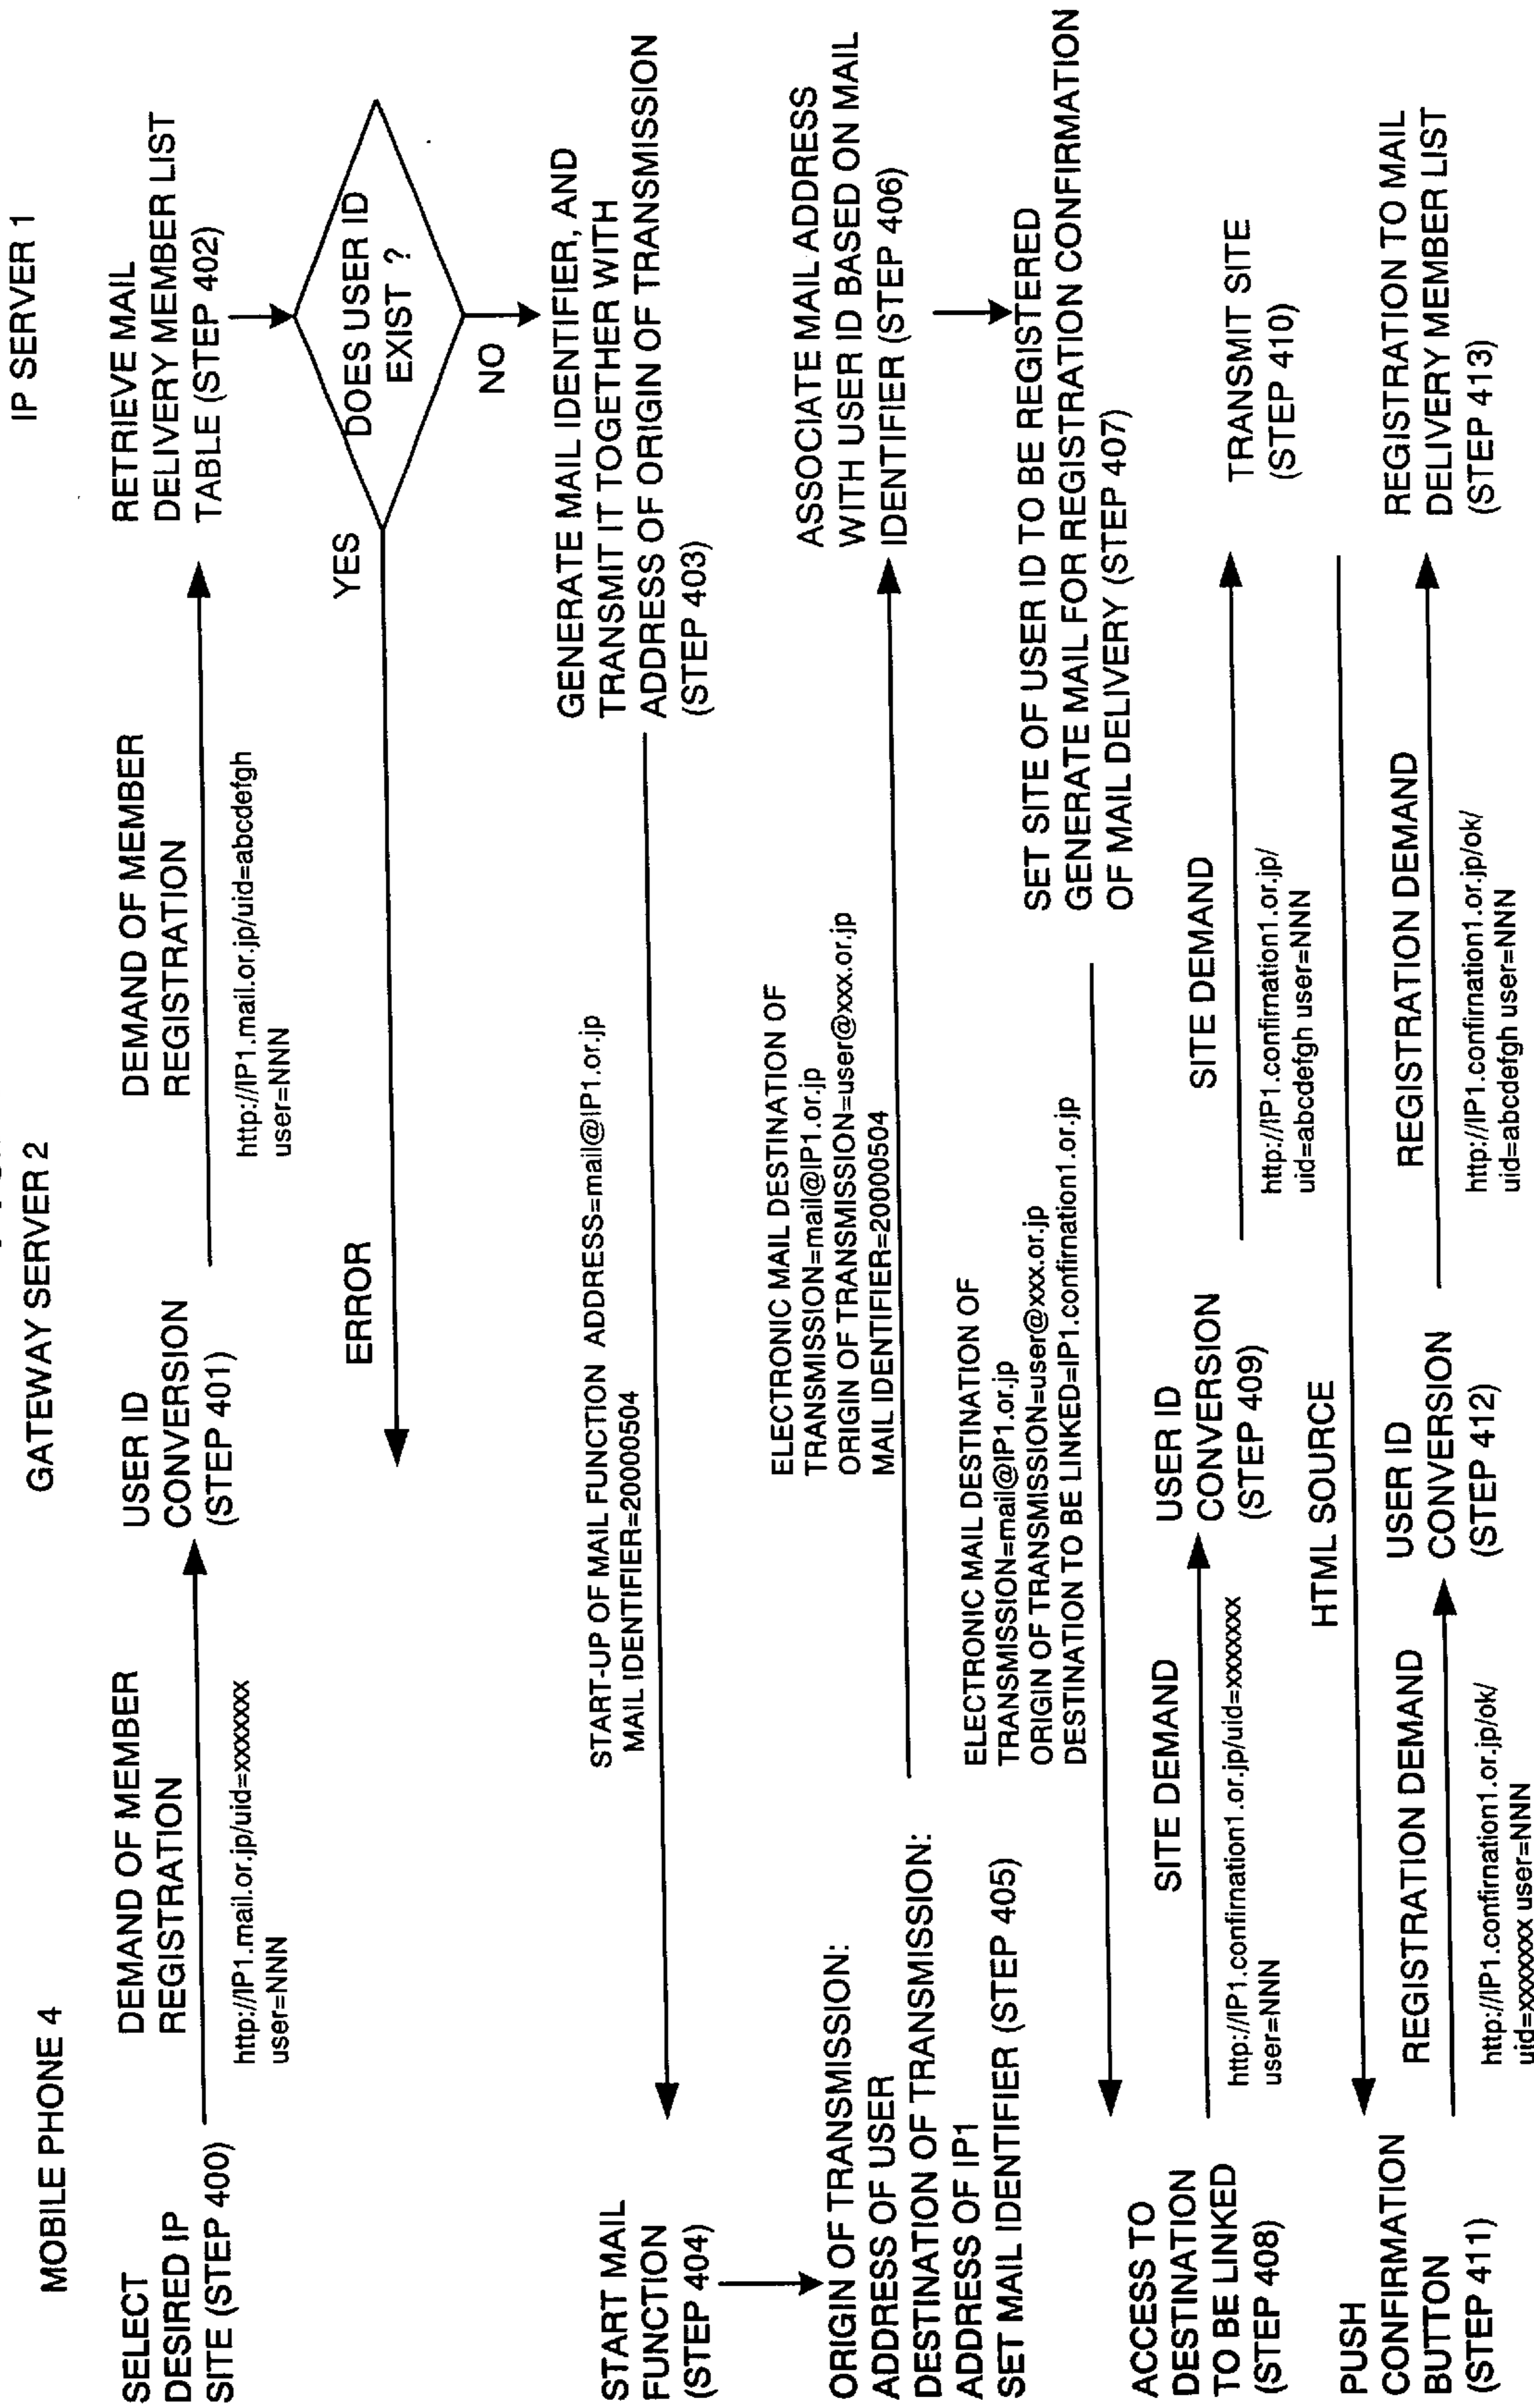 MOBILE PHONE 4
GATEWAY SERVER 2
IP SERVER 1
SELECT
DESIRED IP
SITE (STEP 400)
DEMAND OF MEMBER
REGISTRATION
http://IP1.mail.or.jp/uid=xxxxxxx
user=NNN
USER ID
CONVERSION
(STEP 401)
DEMAND OF MEMBER
REGISTRATION
http://IP1.mail.or.jp/uid=abcdefgh
user=NNN
RETRIEVE MAIL
DELIVERY MEMBER LIST
TABLE (STEP 402)
DOES USER ID
EXIST ?
YES
ERROR
NO
GENERATE MAIL IDENTIFIER, AND
TRANSMIT IT TOGETHER WITH
ADDRESS OF ORIGIN OF TRANSMISSION
(STEP 403)
START-UP OF MAIL FUNCTION ADDRESS=mail@IP1.or.jp
MAIL IDENTIFIER=20000504
START MAIL
FUNCTION
(STEP 404)
ORIGIN OF TRANSMISSION:
ADDRESS OF USER
DESTINATION OF TRANSMISSION:
ADDRESS OF IP1
SET MAIL IDENTIFIER (STEP 405)
ELECTRONIC MAIL DESTINATION OF
TRANSMISSION=mail@IP1.or.jp
ORIGIN OF TRANSMISSION=user@xxx.or.jp
MAIL IDENTIFIER=20000504
ASSOCIATE MAIL ADDRESS
WITH USER ID BASED ON MAIL
IDENTIFIER (STEP 406)
SET SITE OF USER ID TO BE REGISTERED
GENERATE MAIL FOR REGISTRATION CONFIRMATION
OF MAIL DELIVERY (STEP 407)
ELECTRONIC MAIL DESTINATION OF
TRANSMISSION=mail@IP1.or.jp
ORIGIN OF TRANSMISSION=user@xxx.or.jp
DESTINATION TO BE LINKED=IP1.confirnation1.or.jp
ACCESS TO
DESTINATION
TO BE LINKED
(STEP 408)
SITE DEMAND
http://IP1.confirnation1.or.jp/uid=xxxxxxx
user=NNN
USER ID
CONVERSION
(STEP 409)
SITE DEMAND
http://IP1.confirnation1.or.jp/
uid=abcdefgh user=NNN
TRANSMIT SITE
(STEP 410)
HTML SOURCE
PUSH
CONFIRMATION
BUTTON
(STEP 411)
REGISTRATION DEMAND
http://IP1.confirnation1.or.jp/ok/
uid=xxxxxxx user=NNN
USER ID
CONVERSION
(STEP 412)
REGISTRATION DEMAND
http://IP1.confirnation1.or.jp/ok/
uid=abcdefgh user=NNN
REGISTRATION TO MAIL
DELIVERY MEMBER LIST
(STEP 413)